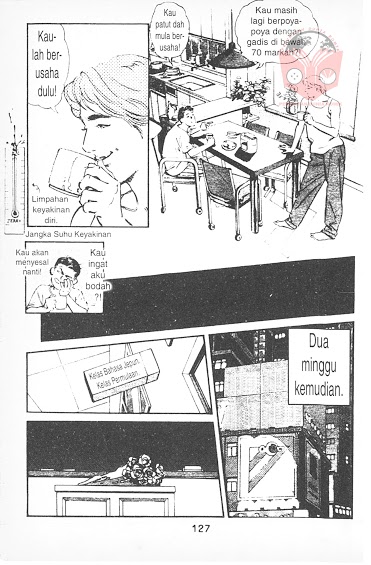 Kau-
lah ber-
usaha
dulu!
Limpahan
keyakinan
diri.
Jangka Suhu Keyakinan
Kau
patut dah
mula ber-
usaha!
Kau masih
lagi berpoya-
poya dengan
gadis di bawah
70 markah?!
Kau akan
menyesal
nanti!
Kau
ingat
aku
bodah
?!
Kelas Bahasa Jepun
Kelas Permulaan.
Dua
minggu
kemudian.
127